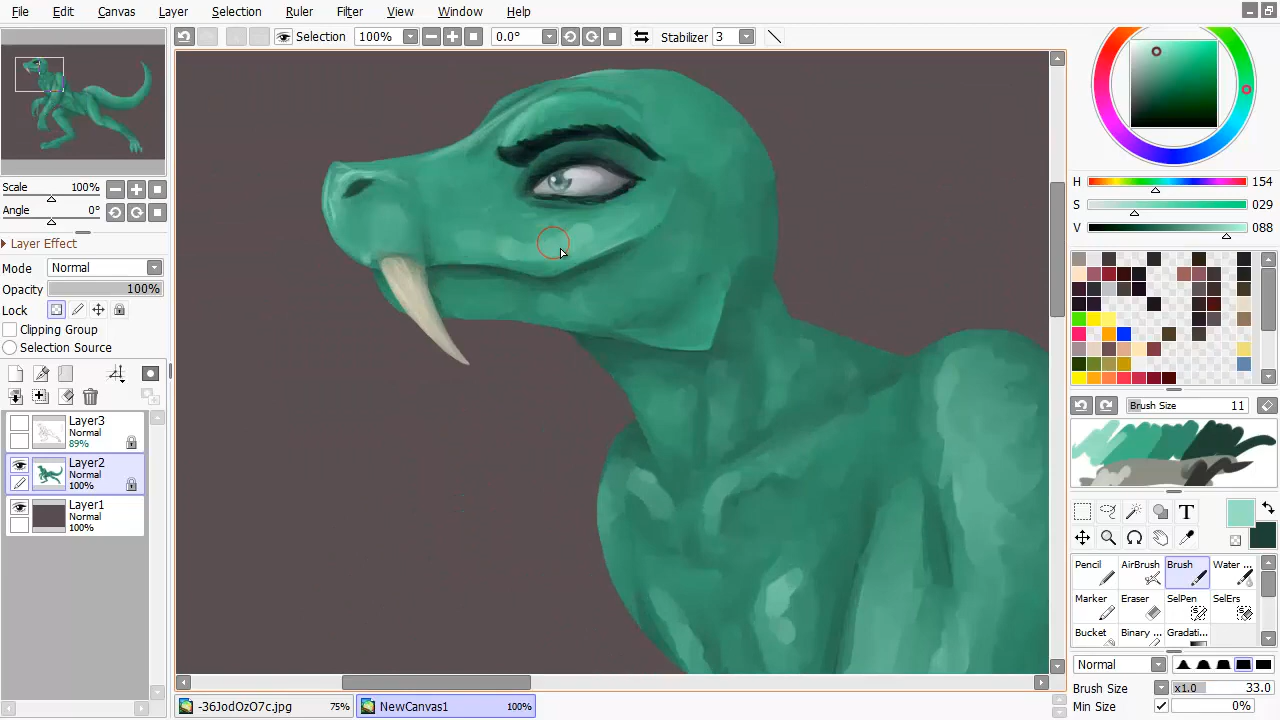 File Edit Canvas Layer Selection Ruler Filter View Window Help
Selection 100% 0.0° Stabilizer 3
Scale 100%
Angle 0°
Layer Effect
Mode Normal
Opacity 100%
Lock
Clipping Group
Selection Source
Layer3
Normal
89%
Layer2
Normal
100%
Layer1
Normal
100%
-36JodOzO7c.jpg 75% NewCanvas1 100%
H 154
S 029
V 088
Brush Size 11
T
Pencil AirBrush Brush Water ...
Marker Eraser SelPen SelErs
Bucket Binary ... Gradati...
Normal
Brush Size x1.0 33.0
Min Size 0%